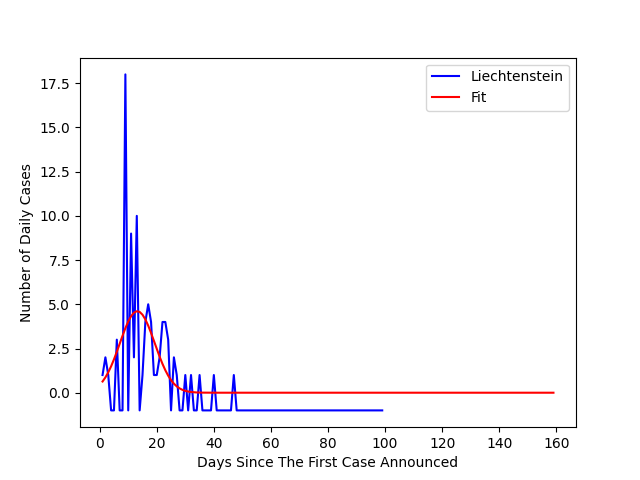 Liechtenstein
Fit
17.5
15.0
12.5
10.0
7.5
5.0
2.5
0.0
Number of Daily Cases
0 20 40 60 80 100 120 140 160
Days Since The First Case Announced